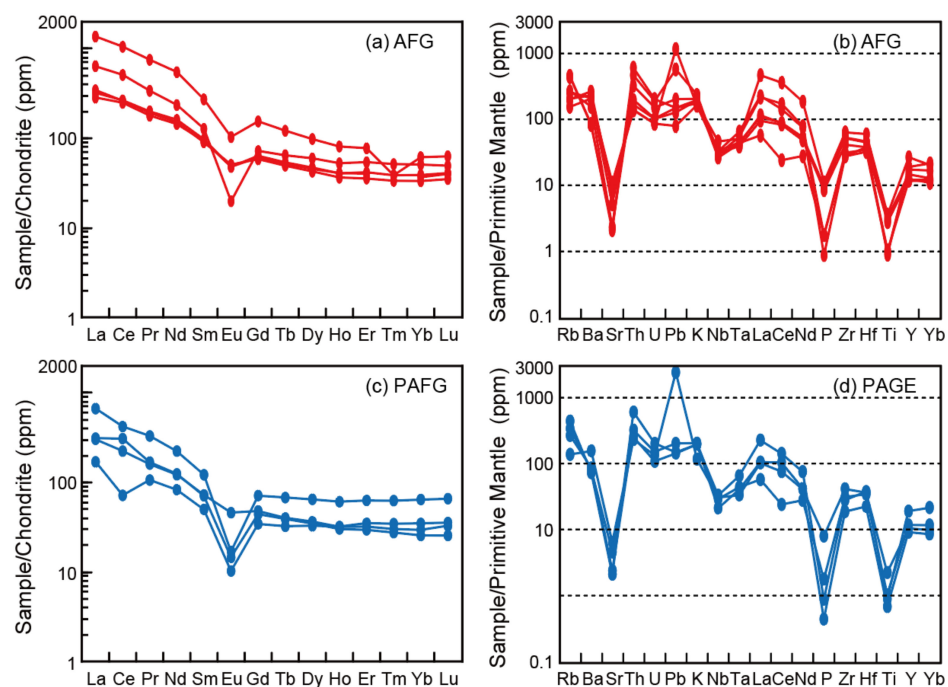 2000
(a) AFG
100
10
1
Sample/Chondrite (ppm)
La Ce Pr Nd Sm Eu Gd Tb Dy Ho Er Tm Yb Lu
3000
(b) AFG
1000
100
10
1
0.1
Sample/Primitive Mantle (ppm)
Rb Ba Sr Th U Pb K Nb Ta La Ce Nd P Zr Hf Ti Y Yb
2000
(c) PAFG
100
10
1
Sample/Chondrite (ppm)
La Ce Pr Nd Sm Eu Gd Tb Dy Ho Er Tm Yb Lu
3000
(d) PAGE
1000
100
10
0.1
Sample/Primitive Mantle (ppm)
Rb Ba Sr Th U Pb K Nb Ta La Ce Nd P Zr Hf Ti Y Yb